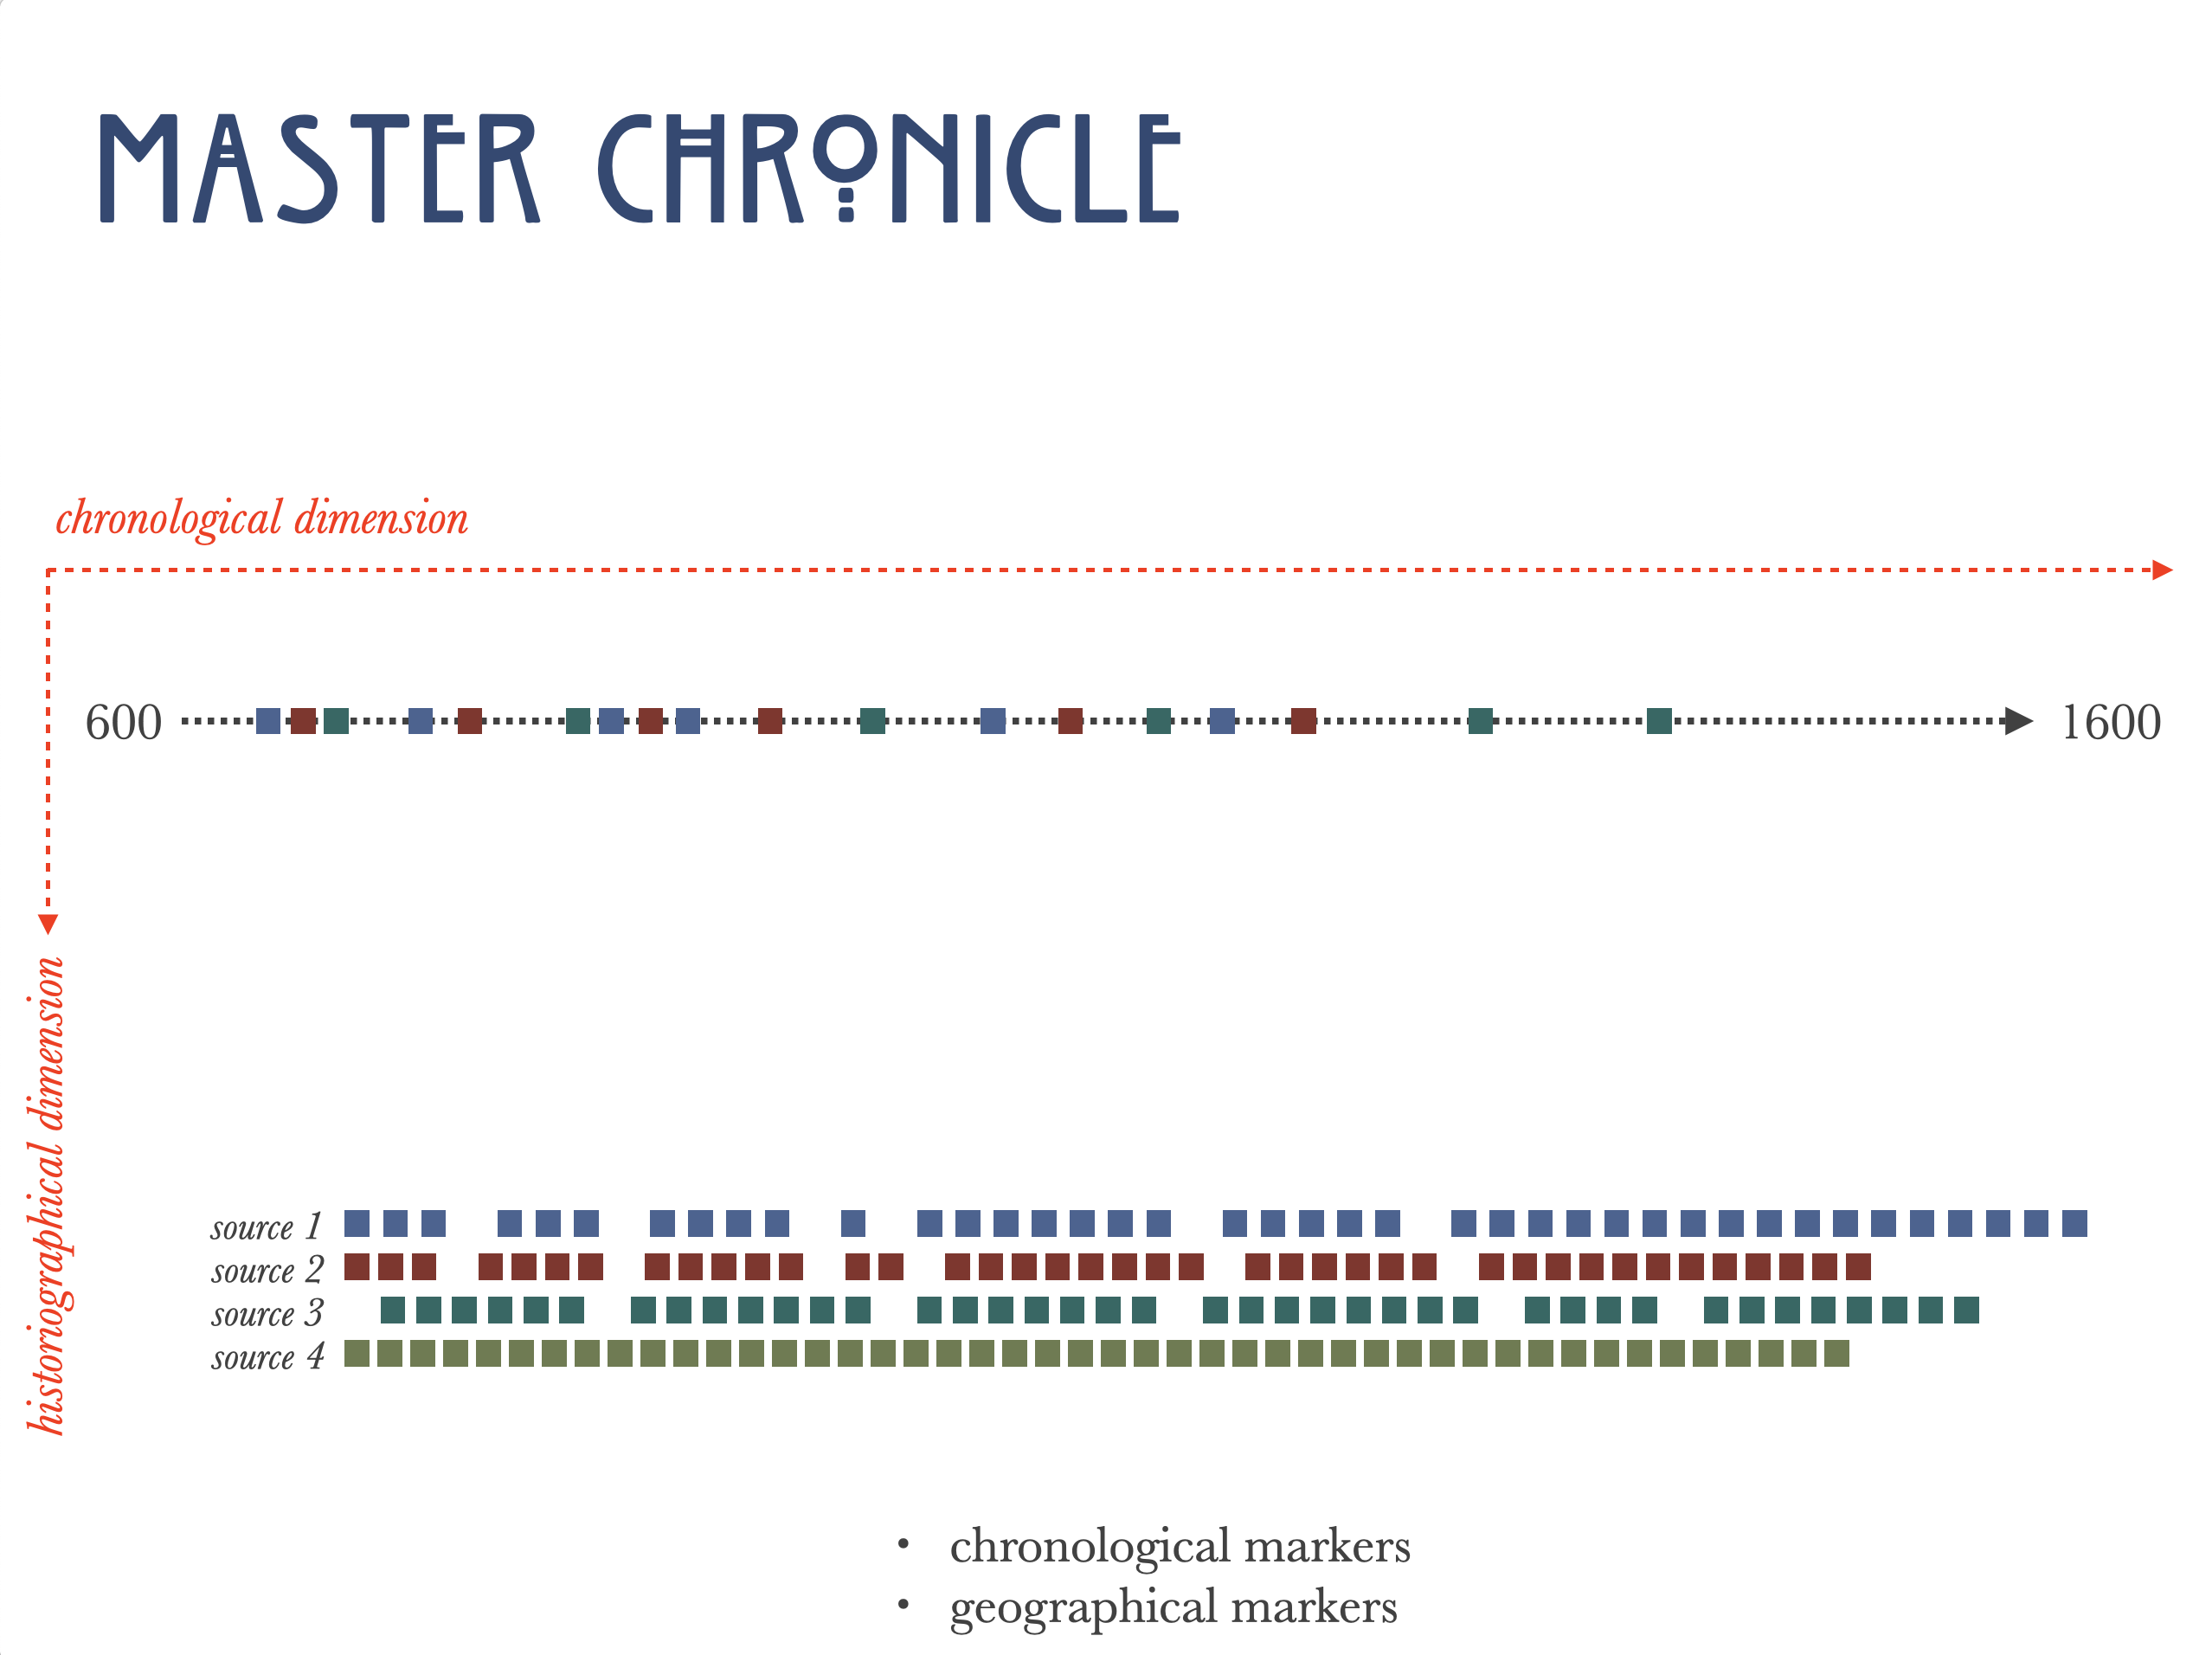 MASTER CHRONICLE
chronological dimension
600 1600
historiographical dimension
source 1
source 2
source 3
source 4
• chronological markers
• geographical markers